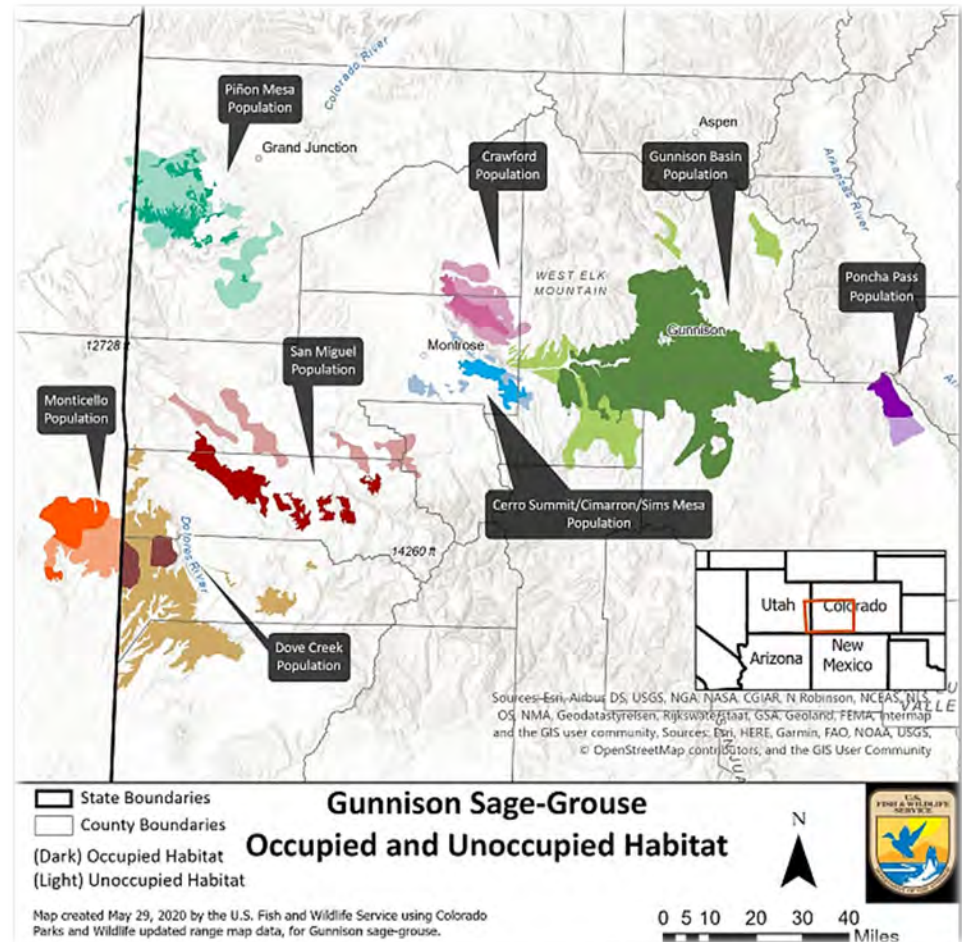 Colorado River
Piñon Mesa
Population
Grand Junction
Aspen
Crawford
Population
Gunnison Basin
Population
Arkansas River
WEST ELK
MOUNTAIN
Poncha Pass
Population
Gunnison
12728 ft
Montrose
San Miguel
Population
Monticello
Population
Cerro Summit/Cimarron/Sims Mesa
Population
Dolores River
14260 ft
Dove Creek
Population
Utah
Colorado
Arizona
New
Mexico
Sources: Esri, Airbus DS, USGS, NGA, NASA, CGIAR, N Robinson, NCEAS, NLS,
OS, NMA, Geodatastyrelsen, Rijkswaterstaat, GSA, Geoland, FEMA, Intermap
and the GIS user community, Sources: Esri, HERE, Garmin, FAO, NOAA, USGS,
© OpenStreetMap contributors, and the GIS User Community
VALLE
State Boundaries
County Boundaries
(Dark) Occupied Habitat
(Light) Unoccupied Habitat
Gunnison Sage-Grouse
Occupied and Unoccupied Habitat
N
U.S.
FISH & WILDLIFE
SERVICE
Map created May 29, 2020 by the U.S. Fish and Wildlife Service using Colorado
Parks and Wildlife updated range map data, for Gunnison sage-grouse.
0 5 10 20 30 40
Miles